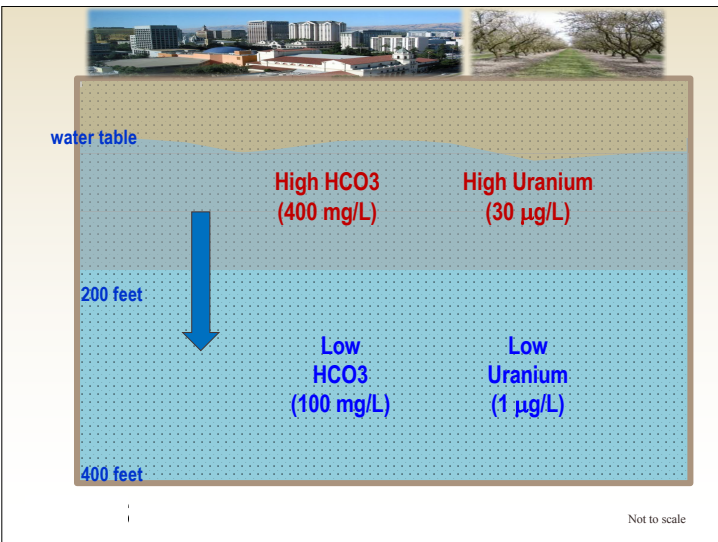 water table
High HCO3
(400 mg/L)
High Uranium
(30 μg/L)
200 feet
Low
HCO3
(100 mg/L)
Low
Uranium
(1 μg/L)
400 feet
Not to scale